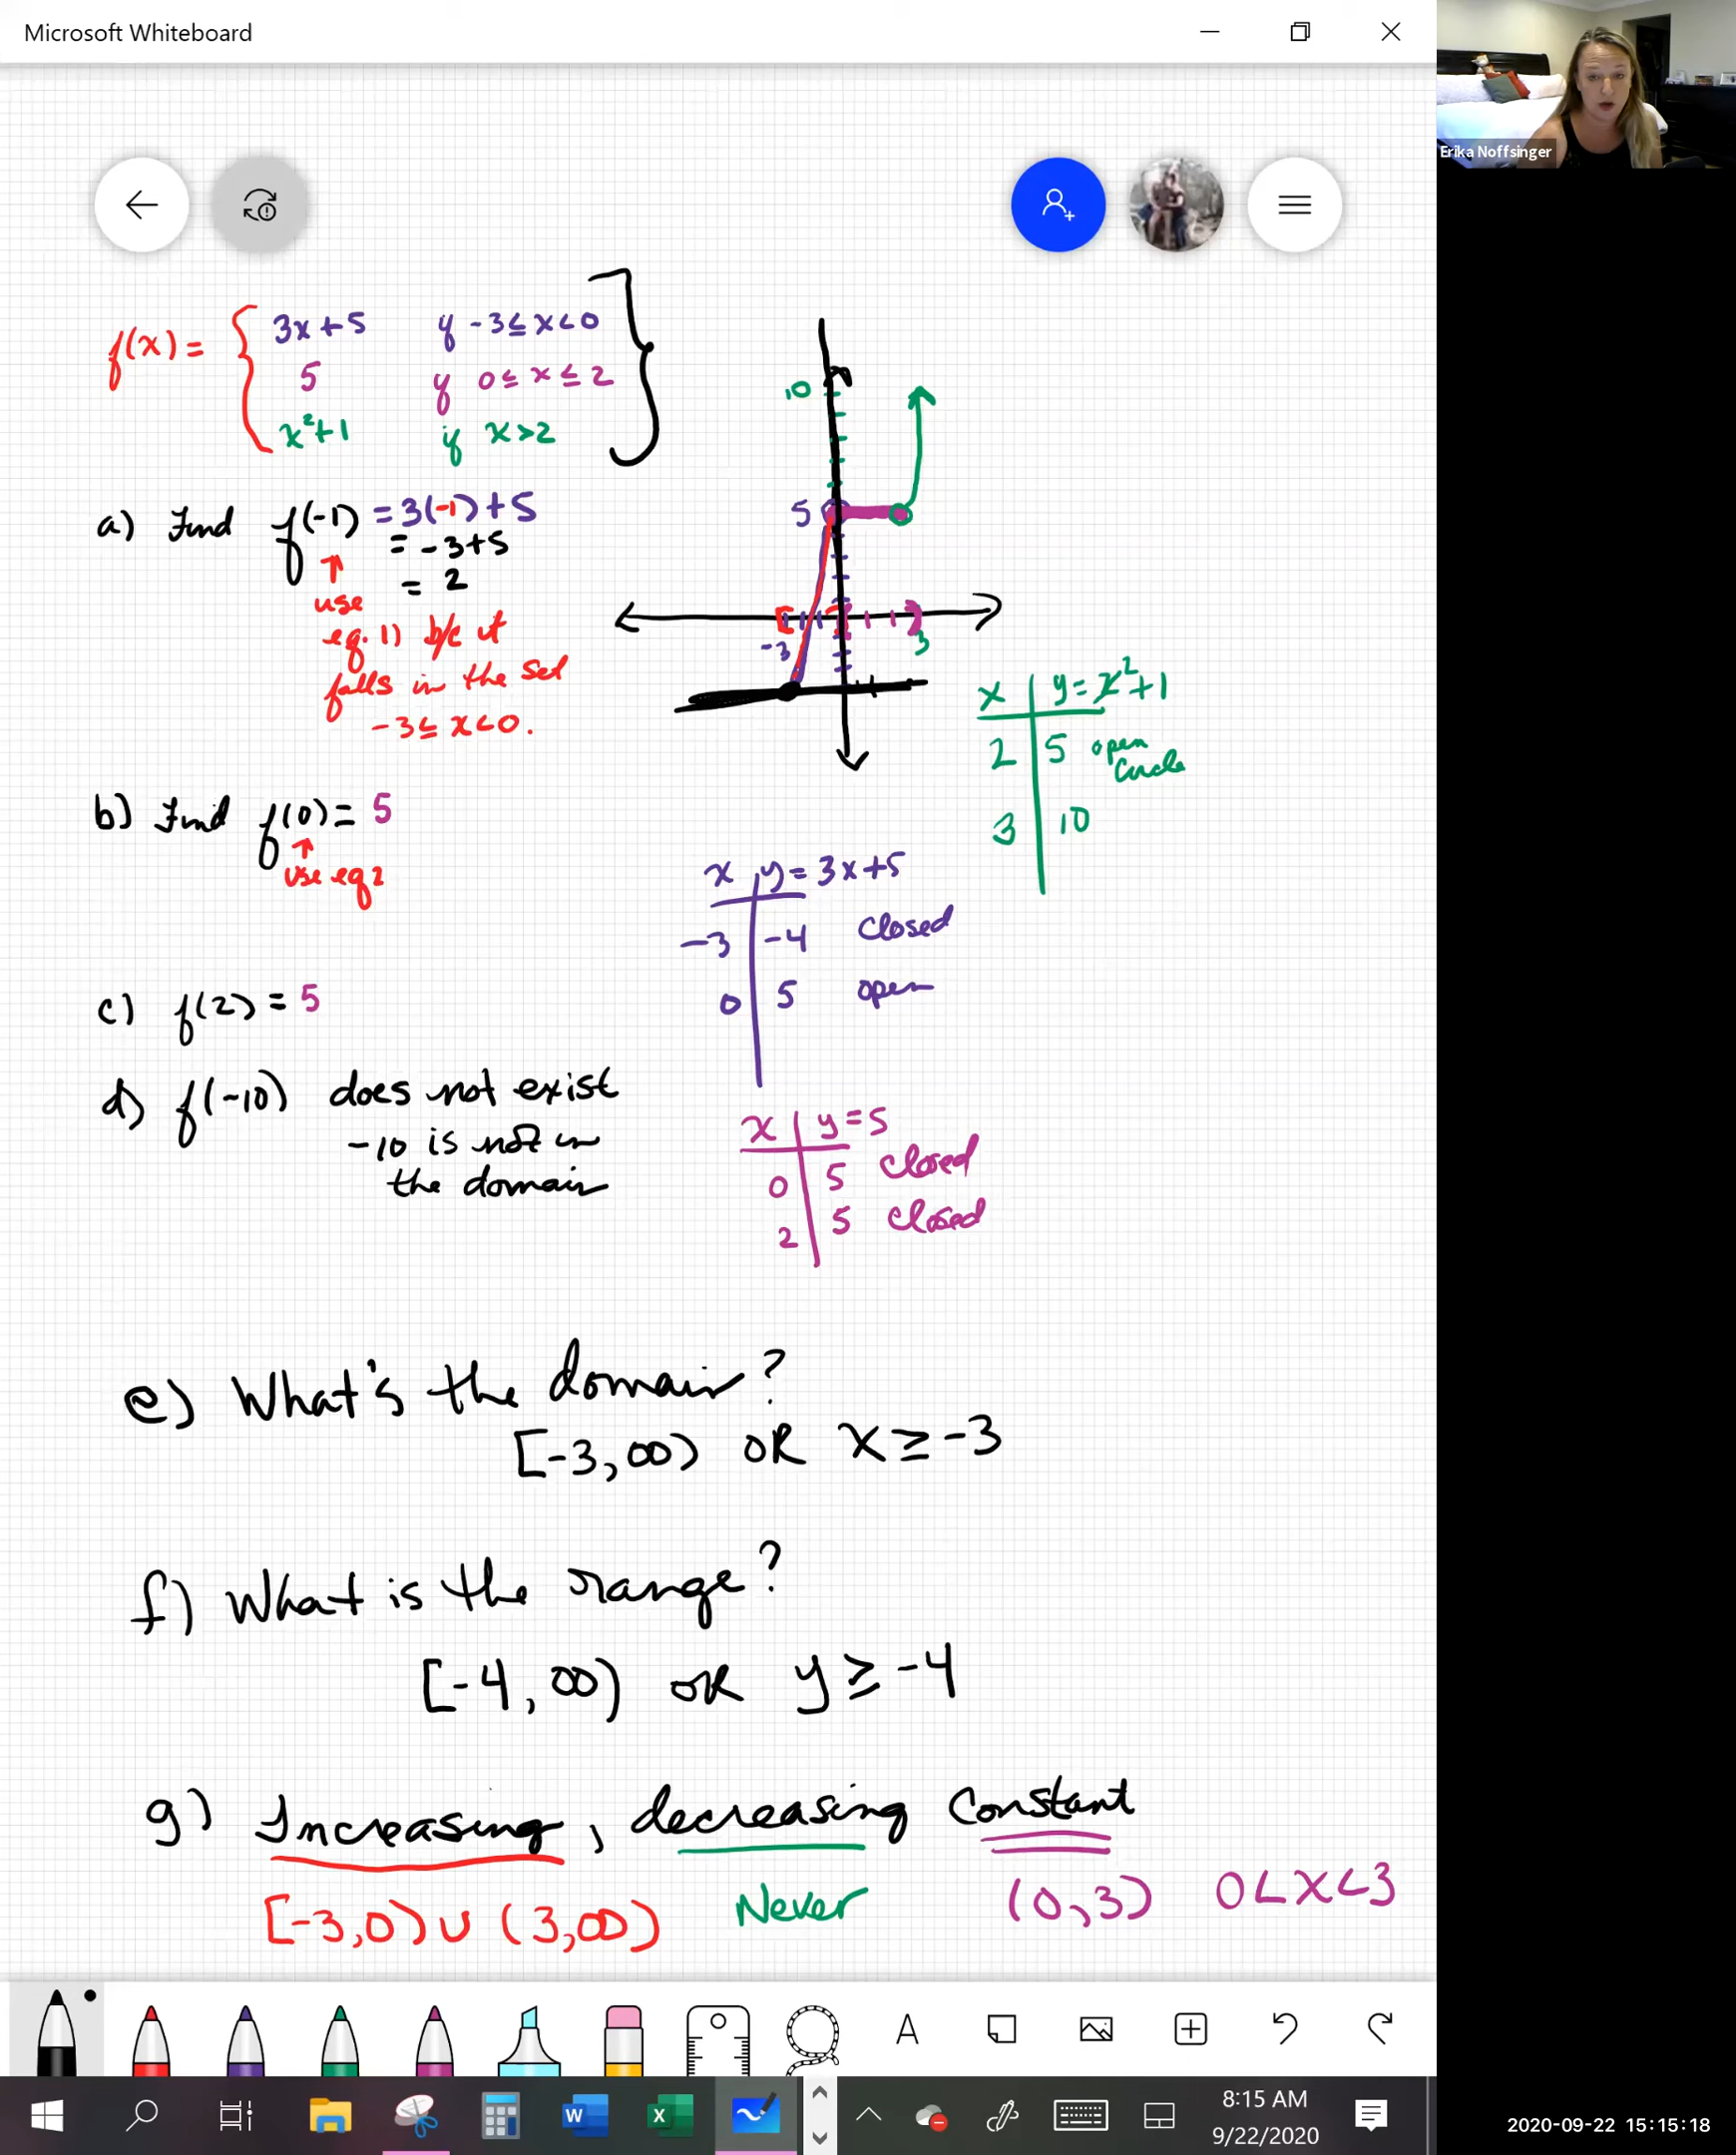 Microsoft Whiteboard
Erika Noffsinger
f(x) = { 3x+5 if -3≤x<0
5 if 0≤x≤2
x²+1 if x>2
a) Find f(-1) = 3(-1)+5
= -3+5
= 2
↑
use
eq. 1) b/c it
falls in the set
-3≤x<0.
b) Find f(0) = 5
↑
use eq 2
c) f(2) = 5
d) f(-10) does not exist
-10 is not in
the domain
10
5
-3
3
x y=x²+1
2 5 open
circle
3 10
x y=3x+5
-3 -4 closed
0 5 open
x y=5
0 5 closed
2 5 closed
e) What's the domain?
[-3,∞) OR x≥-3
f) What is the range?
[-4,∞) OR y≥-4
g) Increasing, decreasing Constant
[-3,0)∪(3,∞) Never (0,3) 0<x<3
A
W
X
8:15 AM
9/22/2020
2020-09-22 15:15:18